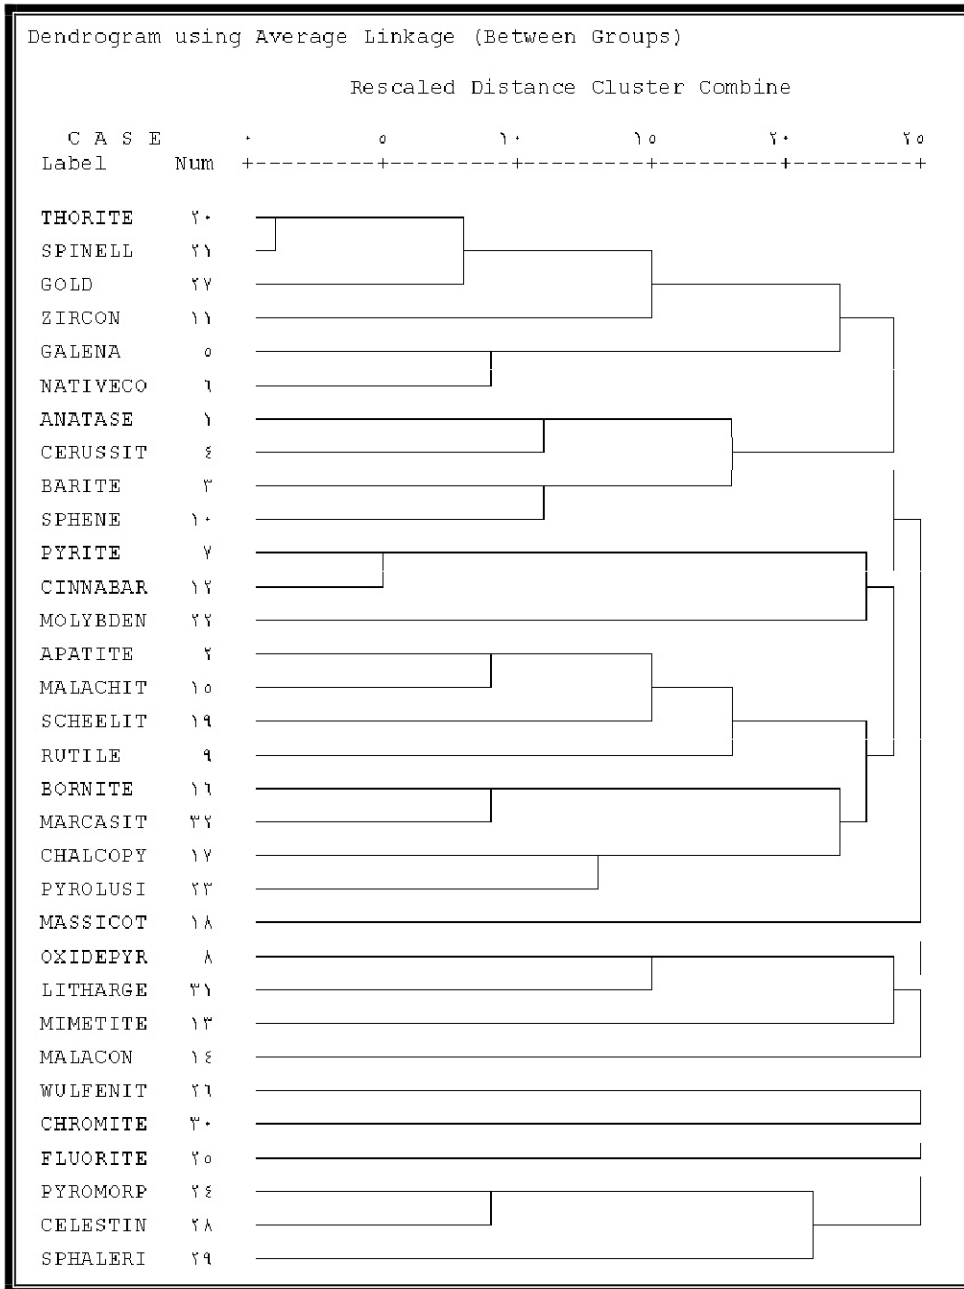 Dendrogram using Average Linkage (Between Groups)
Rescaled Distance Cluster Combine
C A S E ٠ ٥ ١٠ ١٥ ٢٠ ٢٥
Label Num +---------+---------+---------+---------+---------+
THORITE ٢٠
SPINELL ٢١
GOLD ٢٧
ZIRCON ١١
GALENA ٥
NATIVECO ٦
ANATASE ١
CERUSSIT ٤
BARITE ٣
SPHENE ١٠
PYRITE ٧
CINNABAR ١٢
MOLYBDEN ٢٢
APATITE ٢
MALACHIT ١٥
SCHEELIT ١٩
RUTILE ٩
BORNITE ١٦
MARCASIT ٣٢
CHALCOPY ١٧
PYROLUSI ٢٣
MASSICOT ١٨
OXIDEPYR ٨
LITHARGE ٣١
MIMETITE ١٣
MALACON ١٤
WULFENIT ٢٦
CHROMITE ٣٠
FLUORITE ٢٥
PYROMORP ٢٤
CELESTIN ٢٨
SPHALERI ٢٩